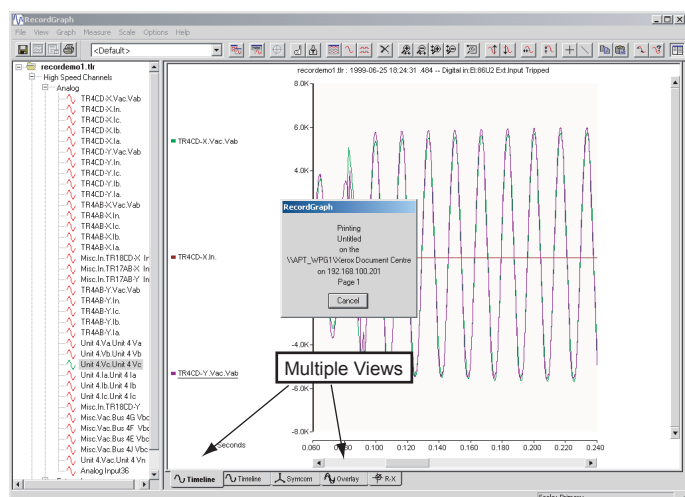 RecordGraph
File View Graph Measure Scale Options Help
<Default>
recordemo1.tlr
High Speed Channels
Analog
TR4CD-X.Vac.Vab
TR4CD-X.In.
TR4CD-X.Ic.
TR4CD-X.Ib.
TR4CD-X.Ia.
TR4CD-Y.Vac.Vab
TR4CD-Y.In.
TR4CD-Y.Ic.
TR4CD-Y.Ib.
TR4CD-Y.Ia.
TR4AB-X.Vac.Vab
TR4AB-X.In.
TR4AB-X.Ic.
TR4AB-X.Ib.
TR4AB-X.Ia.
Misc.In.TR18CD-X In
Misc.In.TR17AB-X In
Misc.In.TR17AB-Y In
TR4AB-Y.Vac.Vab
TR4AB-Y.In.
TR4AB-Y.Ic.
TR4AB-Y.Ib.
TR4AB-Y.Ia.
Unit 4.Va.Unit 4 Va
Unit 4.Vb.Unit 4 Vb
Unit 4.Vc.Unit 4 Vc
Unit 4.Ia.Unit 4 Ia
Unit 4.Ib.Unit 4 Ib
Unit 4.Ic.Unit 4 Ic
Misc.In.TR18CD-Y
Misc.Vac.Bus 4G Vbc
Misc.Vac.Bus 4F Vbc
Misc.Vac.Bus 4E Vbc
Misc.Vac.Bus 4J Vbc
Unit 4.Vac.Unit 4 Vn
Analog Input36
recordemo1.tlr : 1999-06-25 18:24:31 .484 -- Digital in:El:86U2 Ext.Input Tripped
8.0K
6.0K
TR4CD-X.Vac.Vab
4.0K
TR4CD-X.In.
-4.0K
TR4CD-Y.Vac.Vab
-6.0K
-8.0K
Seconds
0.060 0.080 0.100 0.120 0.140 0.160 0.180 0.200 0.220 0.240
RecordGraph
Printing
Untitled
on the
\\APT_WPG1\Xerox Document Centre
on 192.168.100.201
Page 1
Cancel
Multiple Views
Timeline Timeline Symcom Overlay R-X